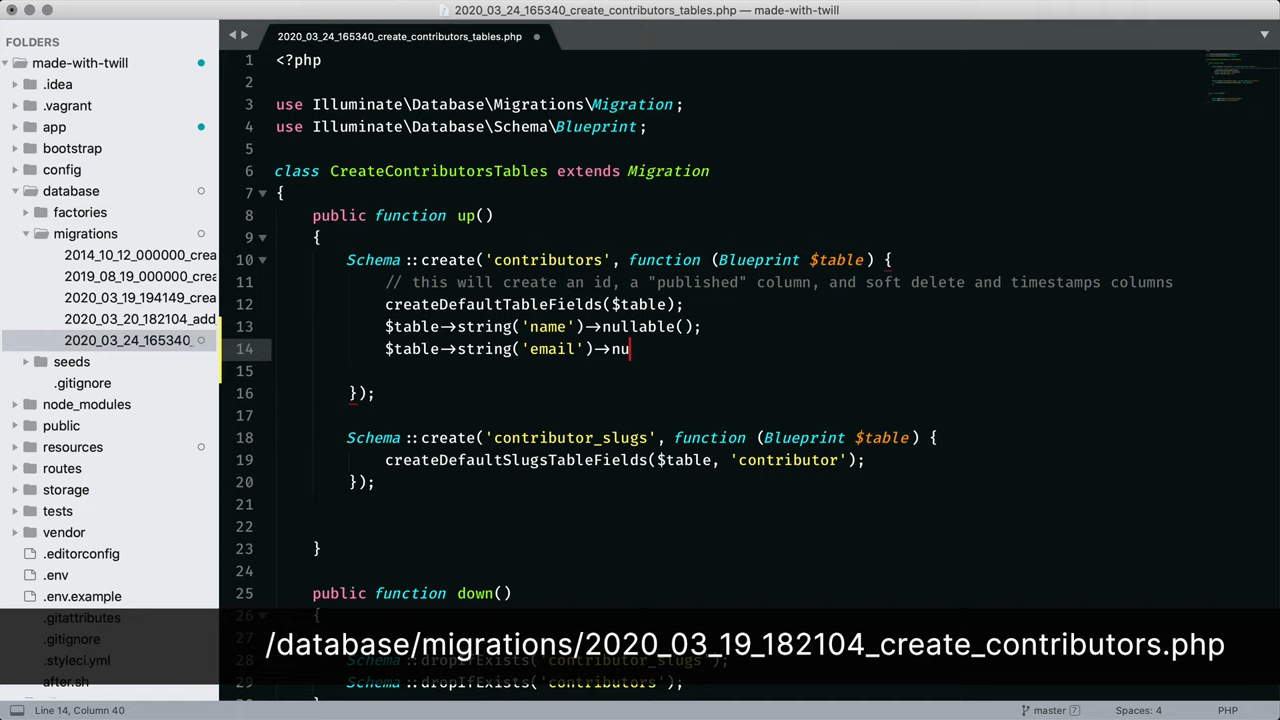 2020_03_24_165340_create_contributors_tables.php — made-with-twill
FOLDERS
made-with-twill
.idea
.vagrant
app
bootstrap
config
database
factories
migrations
2014_10_12_000000_crea
2019_08_19_000000_crea
2020_03_19_194149_crea
2020_03_20_182104_add_
2020_03_24_165340_
seeds
.gitignore
node_modules
public
resources
routes
storage
tests
vendor
.editorconfig
.env
.env.example
.gitattributes
.gitignore
.styleci.yml
after.sh
2020_03_24_165340_create_contributors_tables.php
1 <?php
2
3 use Illuminate\Database\Migrations\Migration;
4 use Illuminate\Database\Schema\Blueprint;
5
6 class CreateContributorsTables extends Migration
7 {
8 public function up()
9 {
10 Schema::create('contributors', function (Blueprint $table) {
11 // this will create an id, a "published" column, and soft delete and timestamps columns
12 createDefaultTableFields($table);
13 $table->string('name')->nullable();
14 $table->string('email')->nu
15
16 });
17
18 Schema::create('contributor_slugs', function (Blueprint $table) {
19 createDefaultSlugsTableFields($table, 'contributor');
20 });
21
22
23 }
24
25 public function down()
26 {
27
28 Schema::dropIfExists('contributor_slugs');
29 Schema::dropIfExists('contributors');
/database/migrations/2020_03_19_182104_create_contributors.php
Line 14, Column 40
master 7
Spaces: 4
PHP